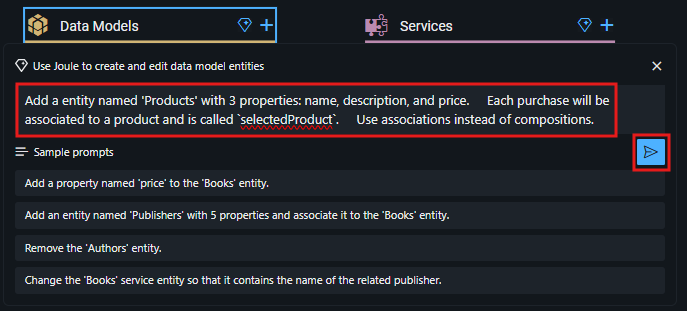 Data Models
Services
Use Joule to create and edit data model entities
Add a entity named 'Products' with 3 properties: name, description, and price. Each purchase will be
associated to a product and is called `selectedProduct`. Use associations instead of compositions.
Sample prompts
Add a property named 'price' to the 'Books' entity.
Add an entity named 'Publishers' with 5 properties and associate it to the 'Books' entity.
Remove the 'Authors' entity.
Change the 'Books' service entity so that it contains the name of the related publisher.